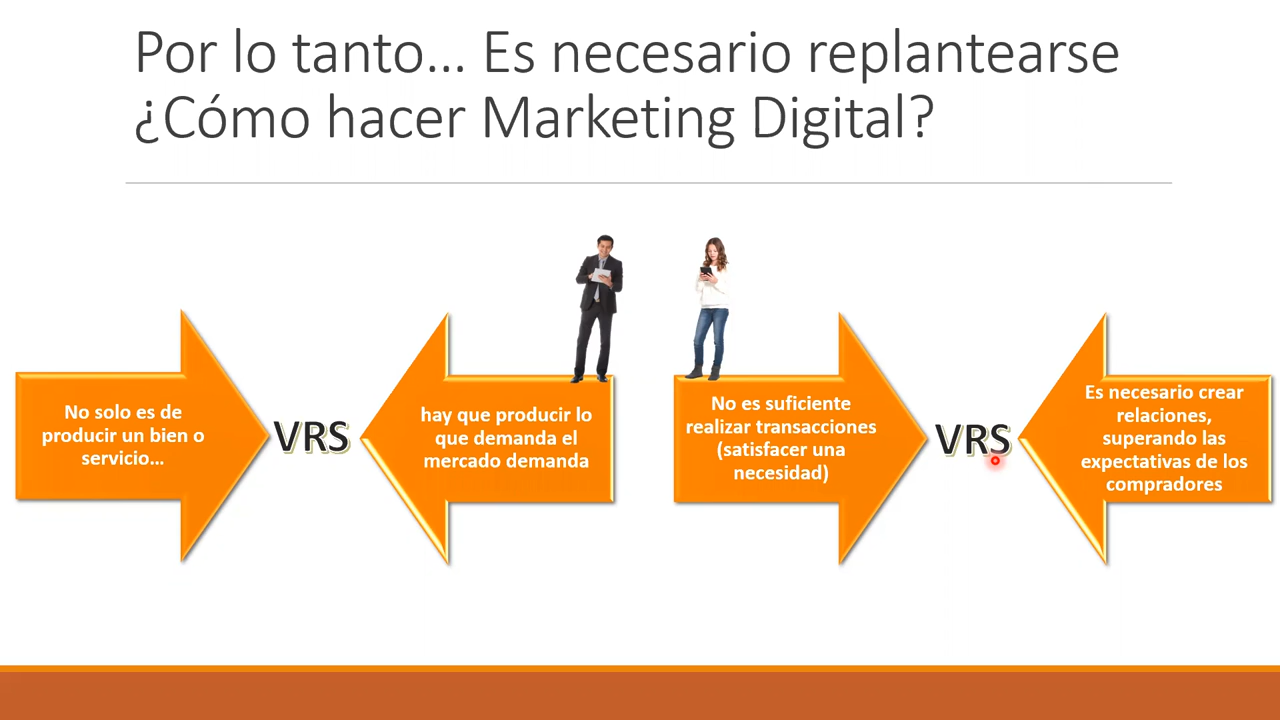 Por lo tanto... Es necesario replantearse
¿Cómo hacer Marketing Digital?
No solo es de
producir un bien o
servicio...
VRS
hay que producir lo
que demanda el
mercado demanda
No es suficiente
realizar transacciones
(satisfacer una
necesidad)
VRS
Es necesario crear
relaciones,
superando las
expectativas de los
compradores